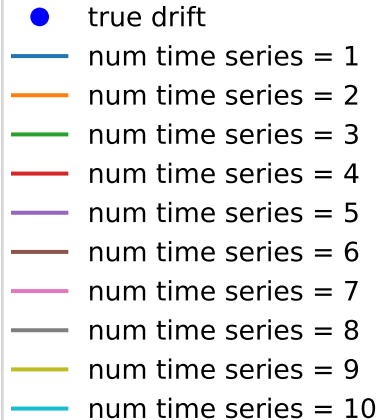 true drift
num time series = 1
num time series = 2
num time series = 3
num time series = 4
num time series = 5
num time series = 6
num time series = 7
num time series = 8
num time series = 9
num time series = 10